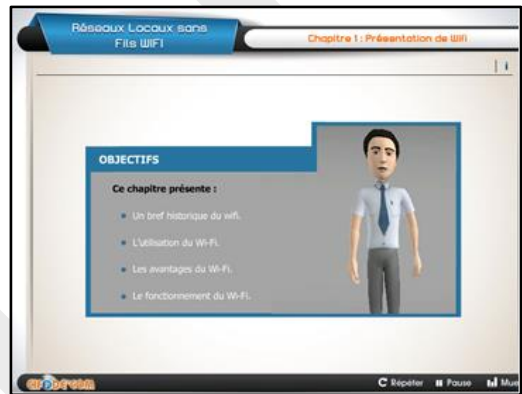 Réseaux Locaux sans
Fils WIFI
Chapitre 1 : Présentation de Wifi
OBJECTIFS
Ce chapitre présente :
Un bref historique du wifi.
L'utilisation du Wi-Fi.
Les avantages du Wi-Fi.
Le fonctionnement du Wi-Fi.
Répéter
Pause